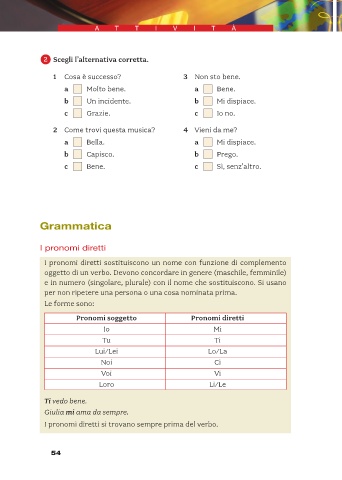 ATTIVITÀ
2 Scegli l'alternativa corretta.
1 Cosa è successo?
a Molto bene.
b Un incidente.
c Grazie.
2 Come trovi questa musica?
a Bella.
b Capisco.
c Bene.
3 Non sto bene.
a Bene.
b Mi dispiace.
c Io no.
4 Vieni da me?
a Mi dispiace.
b Prego.
c Sì, senz'altro.
Grammatica
I pronomi diretti
I pronomi diretti sostituiscono un nome con funzione di complemento
oggetto di un verbo. Devono concordare in genere (maschile, femminile)
e in numero (singolare, plurale) con il nome che sostituiscono. Si usano
per non ripetere una persona o una cosa nominata prima.
Le forme sono:
Pronomi soggetto Pronomi diretti
Io Mi
Tu Ti
Lui/Lei Lo/La
Noi Ci
Voi Vi
Loro Li/Le
Ti vedo bene.
Giulia mi ama da sempre.
I pronomi diretti si trovano sempre prima del verbo.
54